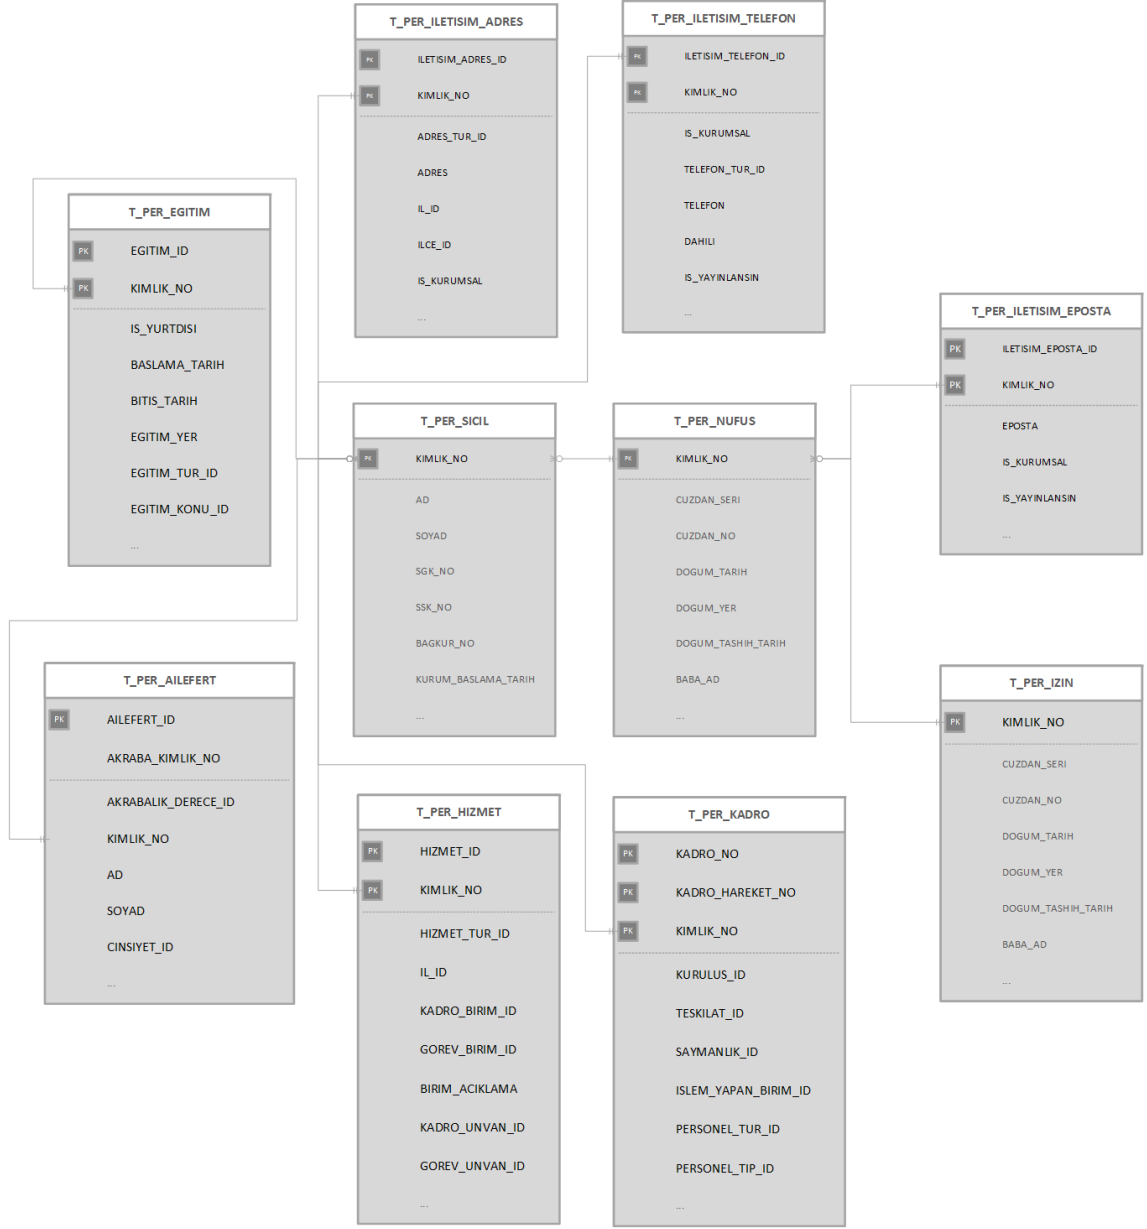 T_PER_ILETISIM_ADRES
PK ILETISIM_ADRES_ID
PK KIMLIK_NO
ADRES_TUR_ID
ADRES
IL_ID
ILCE_ID
IS_KURUMSAL
...
T_PER_ILETISIM_TELEFON
PK ILETISIM_TELEFON_ID
PK KIMLIK_NO
IS_KURUMSAL
TELEFON_TUR_ID
TELEFON
DAHILI
IS_YAYINLANSIN
...
T_PER_EGITIM
PK EGITIM_ID
PK KIMLIK_NO
IS_YURTDISI
BASLAMA_TARIH
BITIS_TARIH
EGITIM_YER
EGITIM_TUR_ID
EGITIM_KONU_ID
...
T_PER_ILETISIM_EPOSTA
PK ILETISIM_EPOSTA_ID
PK KIMLIK_NO
EPOSTA
IS_KURUMSAL
IS_YAYINLANSIN
...
T_PER_SICIL
PK KIMLIK_NO
AD
SOYAD
SGK_NO
SSK_NO
BAGKUR_NO
KURUM_BASLAMA_TARIH
...
T_PER_NUFUS
PK KIMLIK_NO
CUZDAN_SERI
CUZDAN_NO
DOGUM_TARIH
DOGUM_YER
DOGUM_TASHIH_TARIH
BABA_AD
...
T_PER_AILEFERT
PK AILEFERT_ID
AKRABA_KIMLIK_NO
AKRABALIK_DERECE_ID
KIMLIK_NO
AD
SOYAD
CINSIYET_ID
...
T_PER_IZIN
PK KIMLIK_NO
CUZDAN_SERI
CUZDAN_NO
DOGUM_TARIH
DOGUM_YER
DOGUM_TASHIH_TARIH
BABA_AD
...
T_PER_HIZMET
PK HIZMET_ID
PK KIMLIK_NO
HIZMET_TUR_ID
IL_ID
KADRO_BIRIM_ID
GOREV_BIRIM_ID
BIRIM_ACIKLAMA
KADRO_UNVAN_ID
GOREV_UNVAN_ID
...
T_PER_KADRO
PK KADRO_NO
PK KADRO_HAREKET_NO
PK KIMLIK_NO
KURULUS_ID
TESKILAT_ID
SAYMANLIK_ID
ISLEM_YAPAN_BIRIM_ID
PERSONEL_TUR_ID
PERSONEL_TIP_ID
...